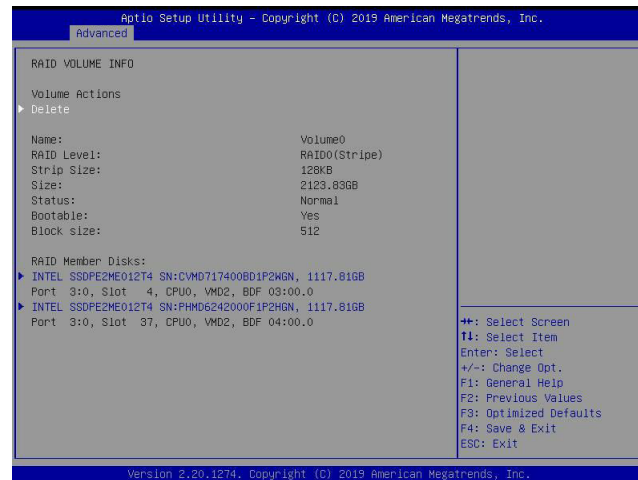 Aptio Setup Utility – Copyright (C) 2019 American Megatrends, Inc.
Advanced
RAID VOLUME INFO
Volume Actions
▶ Delete
Name: Volume0
RAID Level: RAID0(Stripe)
Strip Size: 128KB
Size: 2123.83GB
Status: Normal
Bootable: Yes
Block size: 512
RAID Member Disks:
▶ INTEL SSDPE2ME012T4 SN:CVMD717400BD1P2WGN, 1117.81GB
Port 3:0, Slot 4, CPU0, VMD2, BDF 03:00.0
▶ INTEL SSDPE2ME012T4 SN:PHMD6242000F1P2HGN, 1117.81GB
Port 3:0, Slot 37, CPU0, VMD2, BDF 04:00.0
→←: Select Screen
↑↓: Select Item
Enter: Select
+/-: Change Opt.
F1: General Help
F2: Previous Values
F3: Optimized Defaults
F4: Save & Exit
ESC: Exit
Version 2.20.1274. Copyright (C) 2019 American Megatrends, Inc.